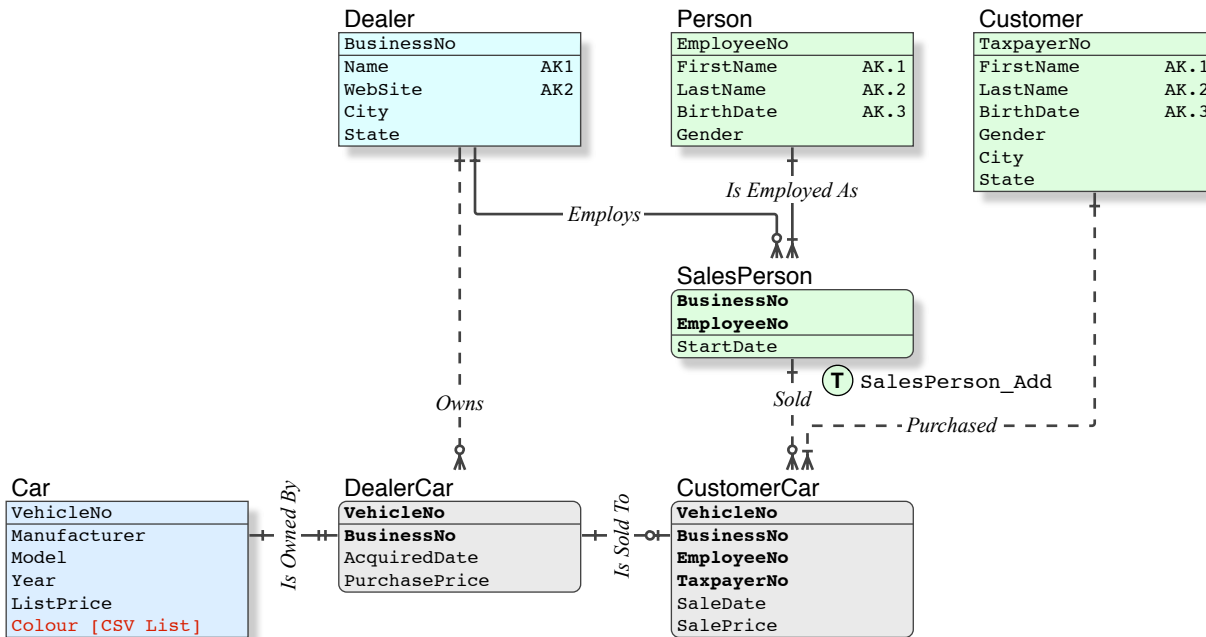 Dealer
BusinessNo
Name AK1
WebSite AK2
City
State
Person
EmployeeNo
FirstName AK.1
LastName AK.2
BirthDate AK.3
Gender
Customer
TaxpayerNo
FirstName AK.1
LastName AK.2
BirthDate AK.3
Gender
City
State
Is Employed As
Employs
SalesPerson
BusinessNo
EmployeeNo
StartDate
T SalesPerson_Add
Sold
Owns
Purchased
Car
VehicleNo
Manufacturer
Model
Year
ListPrice
Colour [CSV List]
Is Owned By
DealerCar
VehicleNo
BusinessNo
AcquiredDate
PurchasePrice
Is Sold To
CustomerCar
VehicleNo
BusinessNo
EmployeeNo
TaxpayerNo
SaleDate
SalePrice